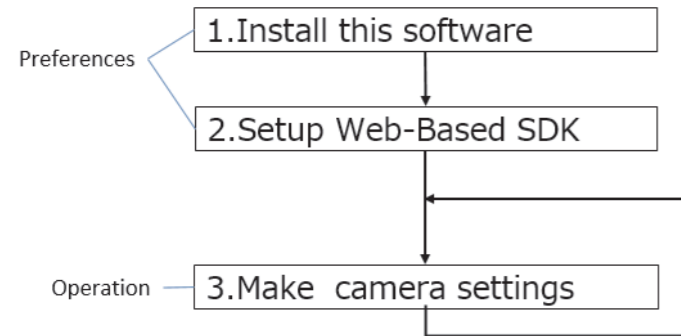 1.Install this software
Preferences
2.Setup Web-Based SDK
Operation
3.Make camera settings